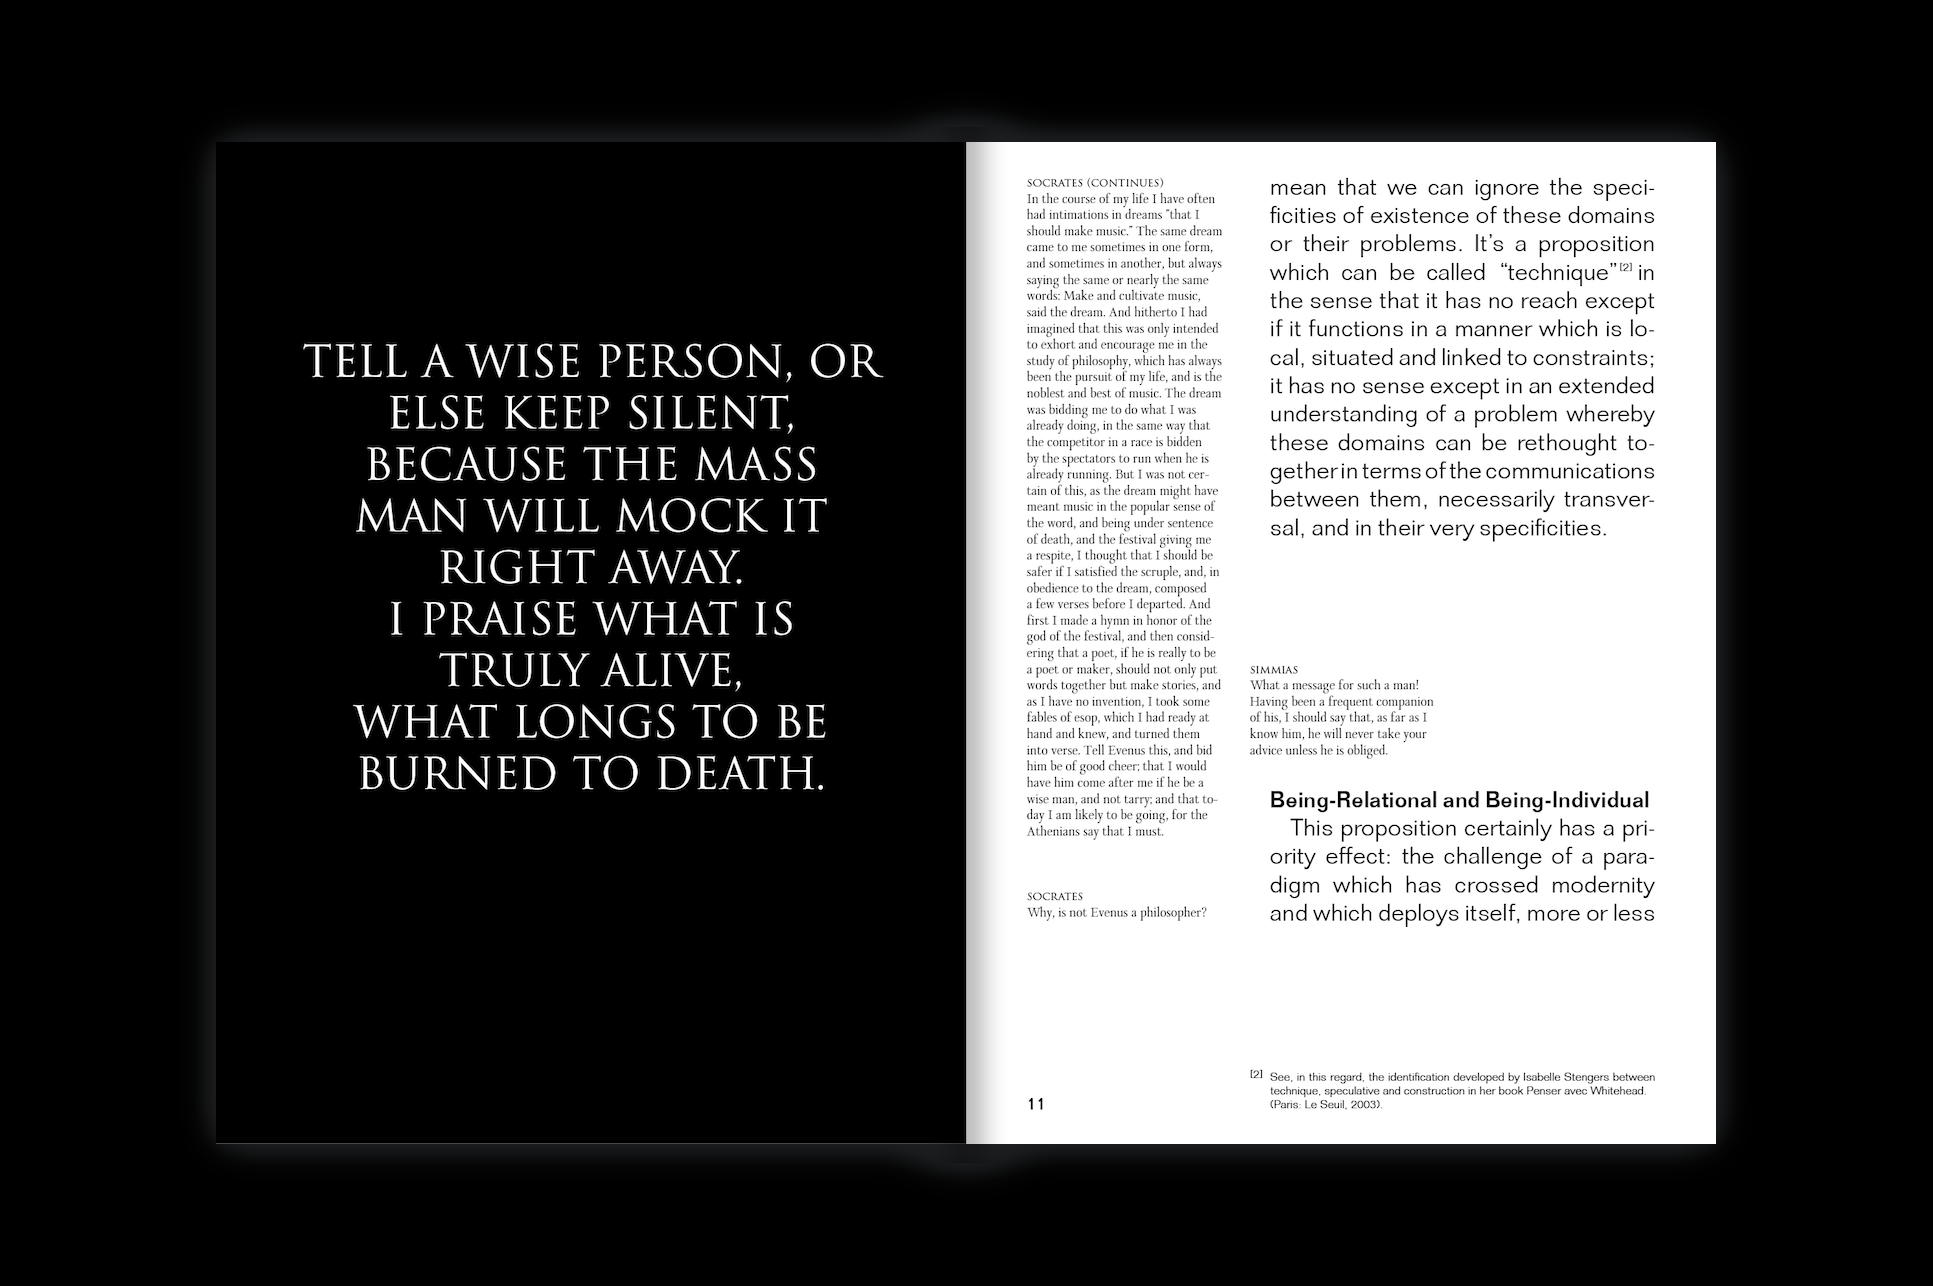 TELL A WISE PERSON, OR
ELSE KEEP SILENT,
BECAUSE THE MASS
MAN WILL MOCK IT
RIGHT AWAY.
I PRAISE WHAT IS
TRULY ALIVE,
WHAT LONGS TO BE
BURNED TO DEATH.
SOCRATES (CONTINUES)
In the course of my life I have often
had intimations in dreams "that I
should make music." The same dream
came to me sometimes in one form,
and sometimes in another, but always
saying the same or nearly the same
words: Make and cultivate music,
said the dream. And hitherto I had
imagined that this was only intended
to exhort and encourage me in the
study of philosophy, which has always
been the pursuit of my life, and is the
noblest and best of music. The dream
was bidding me to do what I was
already doing, in the same way that
the competitor in a race is bidden
by the spectators to run when he is
already running. But I was not cer-
tain of this, as the dream might have
meant music in the popular sense of
the word, and being under sentence
of death, and the festival giving me
a respite, I thought that I should be
safer if I satisfied the scruple, and, in
obedience to the dream, composed
a few verses before I departed. And
first I made a hymn in honor of the
god of the festival, and then consid-
ering that a poet, if he is really to be
a poet or maker, should not only put
words together but make stories, and
as I have no invention, I took some
fables of esop, which I had ready at
hand and knew, and turned them
into verse. Tell Evenus this, and bid
him be of good cheer; that I would
have him come after me if he be a
wise man, and not tarry; and that to-
day I am likely to be going, for the
Athenians say that I must.
SOCRATES
Why, is not Evenus a philosopher?
11
mean that we can ignore the speci-
ficities of existence of these domains
or their problems. It's a proposition
which can be called “technique”[2] in
the sense that it has no reach except
if it functions in a manner which is lo-
cal, situated and linked to constraints;
it has no sense except in an extended
understanding of a problem whereby
these domains can be rethought to-
gether in terms of the communications
between them, necessarily transver-
sal, and in their very specificities.
SIMMIAS
What a message for such a man!
Having been a frequent companion
of his, I should say that, as far as I
know him, he will never take your
advice unless he is obliged.
Being-Relational and Being-Individual
This proposition certainly has a pri-
ority effect: the challenge of a para-
digm which has crossed modernity
and which deploys itself, more or less
[2] See, in this regard, the identification developed by Isabelle Stengers between
technique, speculative and construction in her book Penser avec Whitehead.
(Paris: Le Seuil, 2003).